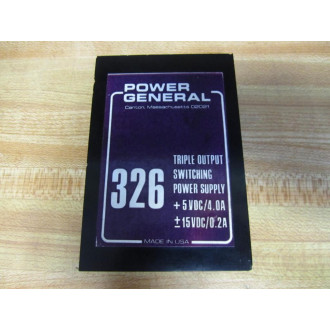 POWER
GENERAL
Canton, Massachusetts 02021
326
TRIPLE OUTPUT
SWITCHING
POWER SUPPLY
+5VDC/4.0A
±15VDC/0.2A
MADE IN USA